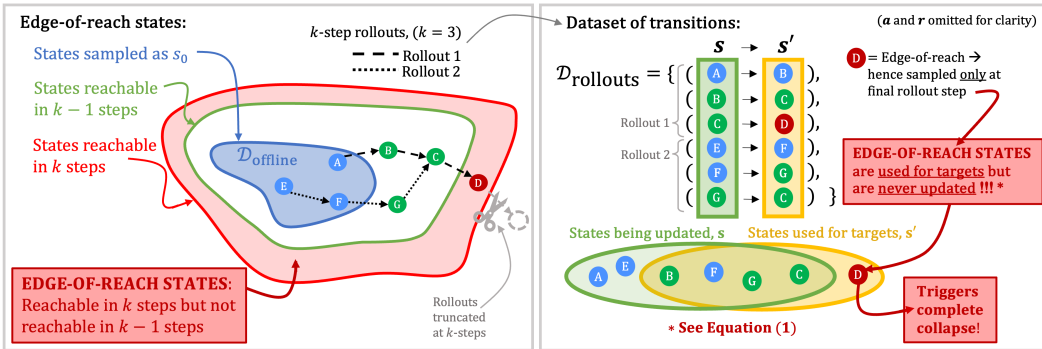 Edge-of-reach states:
States sampled as s₀
States reachable
in k − 1 steps
States reachable
in k steps
k-step rollouts, (k = 3)
Rollout 1
Rollout 2
𝒟offline
A
B
C
D
E
F
G
EDGE-OF-REACH STATES:
Reachable in k steps but not
reachable in k − 1 steps
Rollouts
truncated
at k-steps
Dataset of transitions:
(a and r omitted for clarity)
s → s′
𝒟rollouts = { ( A → B ),
( B → C ),
Rollout 1 ( C → D ),
Rollout 2 ( E → F ),
( F → G ),
( G → C ) }
D = Edge-of-reach →
hence sampled only at
final rollout step
EDGE-OF-REACH STATES
are used for targets but
are never updated !!! *
States being updated, s
States used for targets, s′
A E B F G C D
Triggers
complete
collapse!
* See Equation (1)